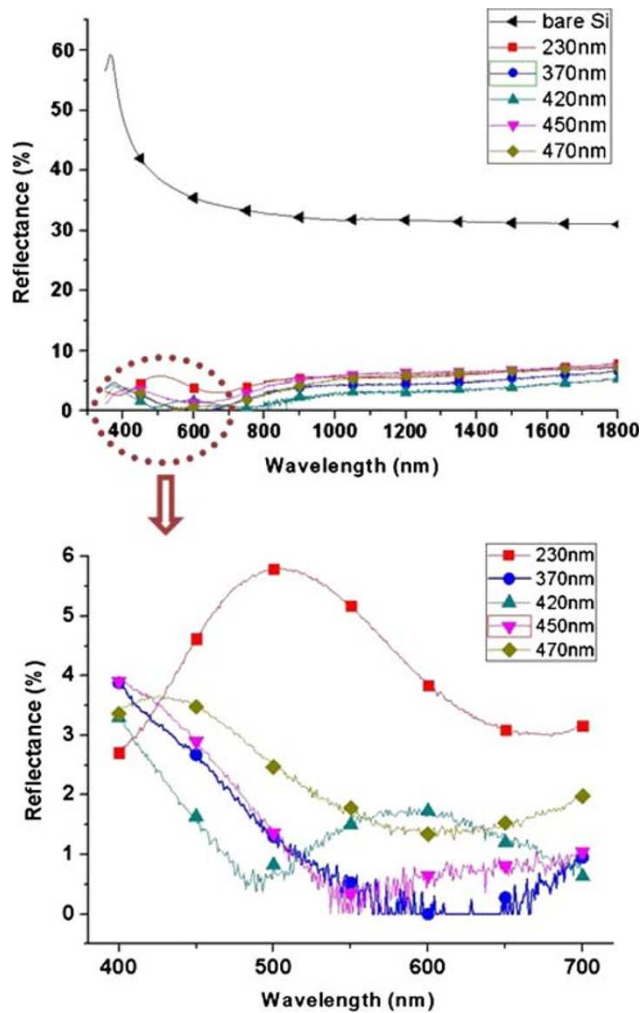 bare Si
230nm
370nm
420nm
450nm
470nm
Reflectance (%)
60
50
40
30
20
10
0
400 600 800 1000 1200 1400 1600 1800
Wavelength (nm)
230nm
370nm
420nm
450nm
470nm
Reflectance (%)
6
5
4
3
2
1
0
400 500 600 700
Wavelength (nm)